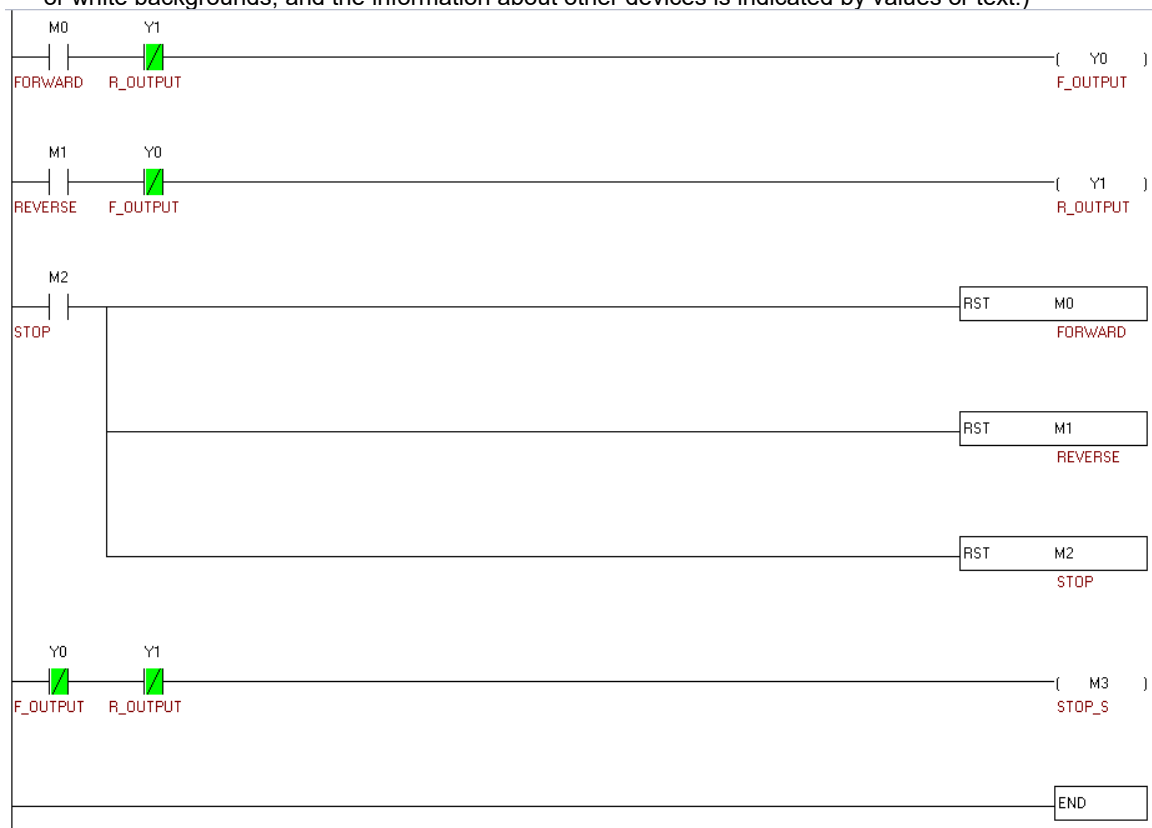 or white backgrounds, and the information about other devices is indicated by values or text.)
M0 Y1
( Y0 )
FORWARD R_OUTPUT F_OUTPUT
M1 Y0
( Y1 )
REVERSE F_OUTPUT R_OUTPUT
M2
RST M0
STOP FORWARD
RST M1
REVERSE
RST M2
STOP
Y0 Y1
( M3 )
F_OUTPUT R_OUTPUT STOP_S
END